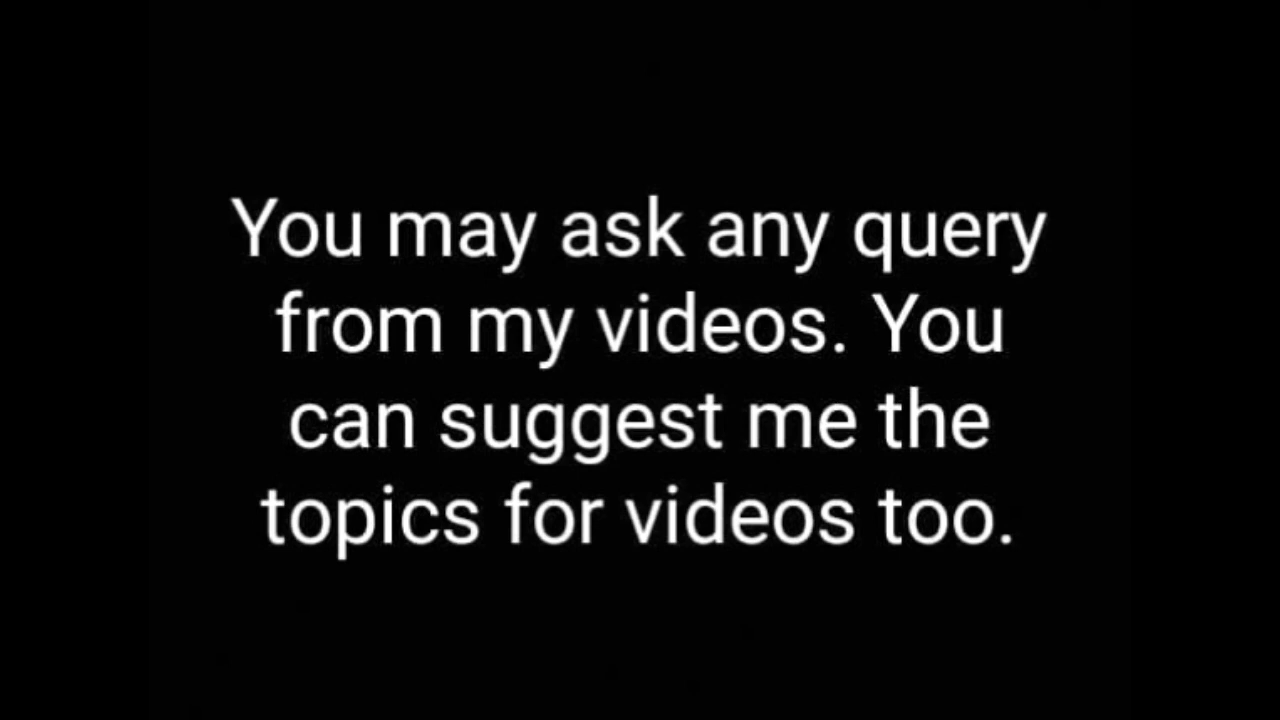 You may ask any query
from my videos. You
can suggest me the
topics for videos too.